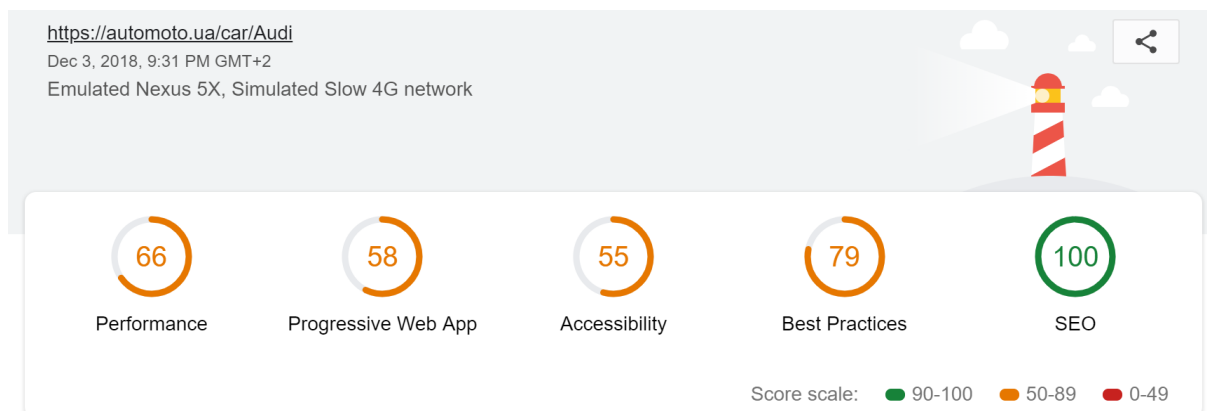 https://automoto.ua/car/Audi
Dec 3, 2018, 9:31 PM GMT+2
Emulated Nexus 5X, Simulated Slow 4G network
66 58 55 79 100
Performance Progressive Web App Accessibility Best Practices SEO
Score scale: 90-100 50-89 0-49